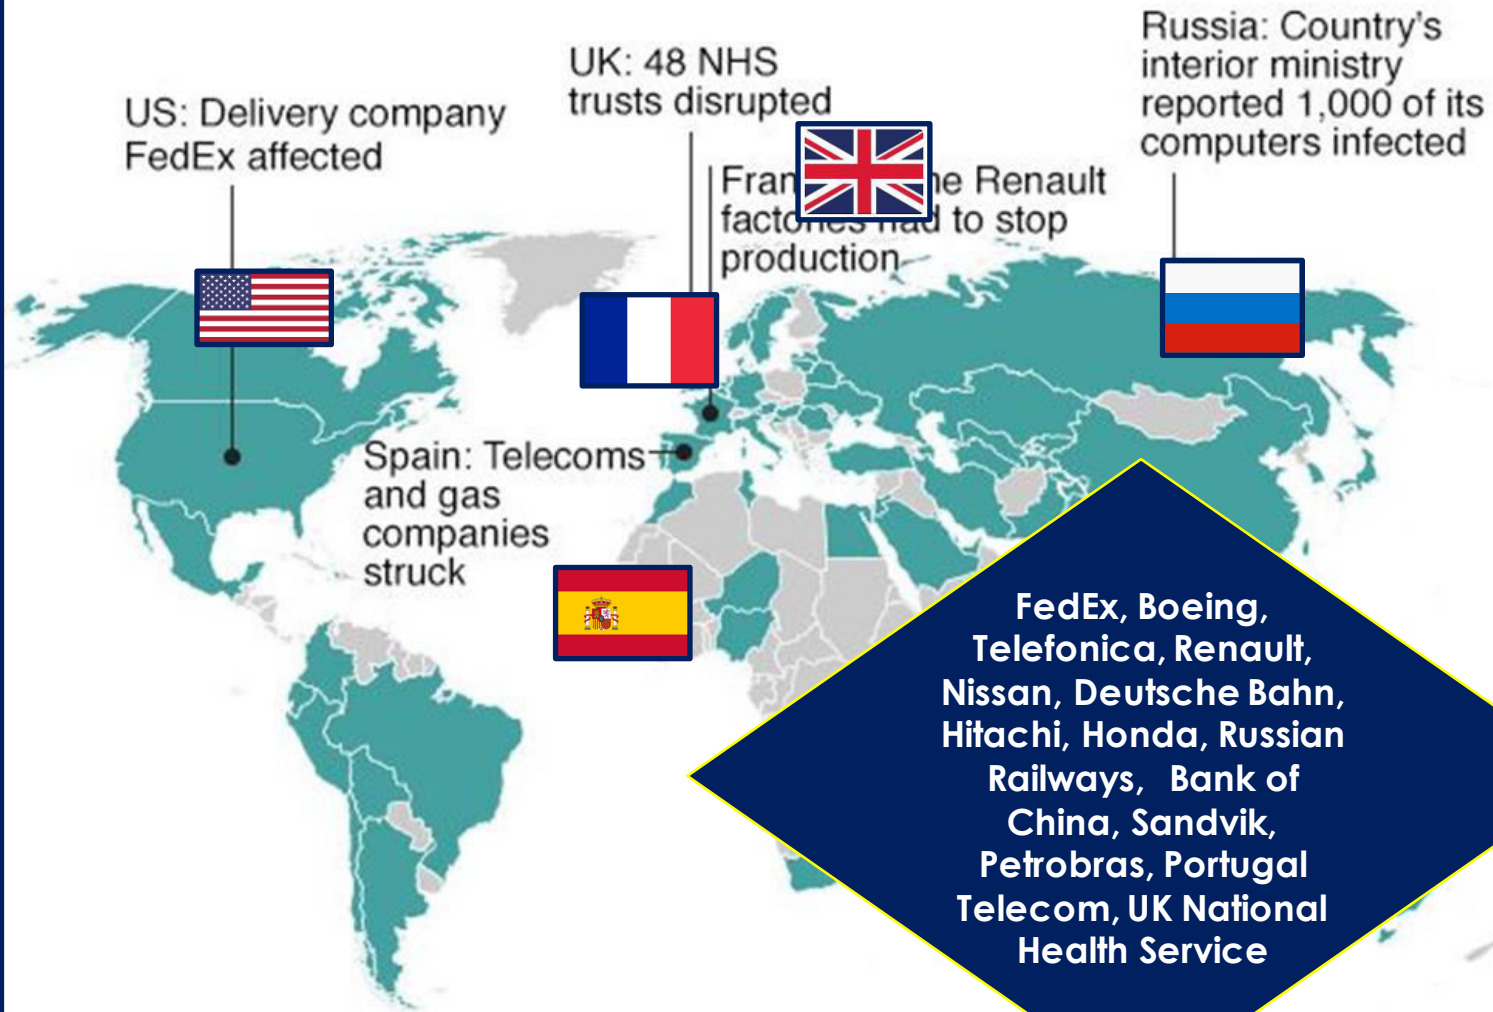 US: Delivery company
FedEx affected
UK: 48 NHS
trusts disrupted
Renault
to stop
production
Russia: Country's
interior ministry
reported 1,000 of its
computers infected
Spain: Telecoms
and gas
companies
struck
FedEx, Boeing,
Telefonica, Renault,
Nissan, Deutsche Bahn,
Hitachi, Honda, Russian
Railways, Bank of
China, Sandvik,
Petrobras, Portugal
Telecom, UK National
Health Service